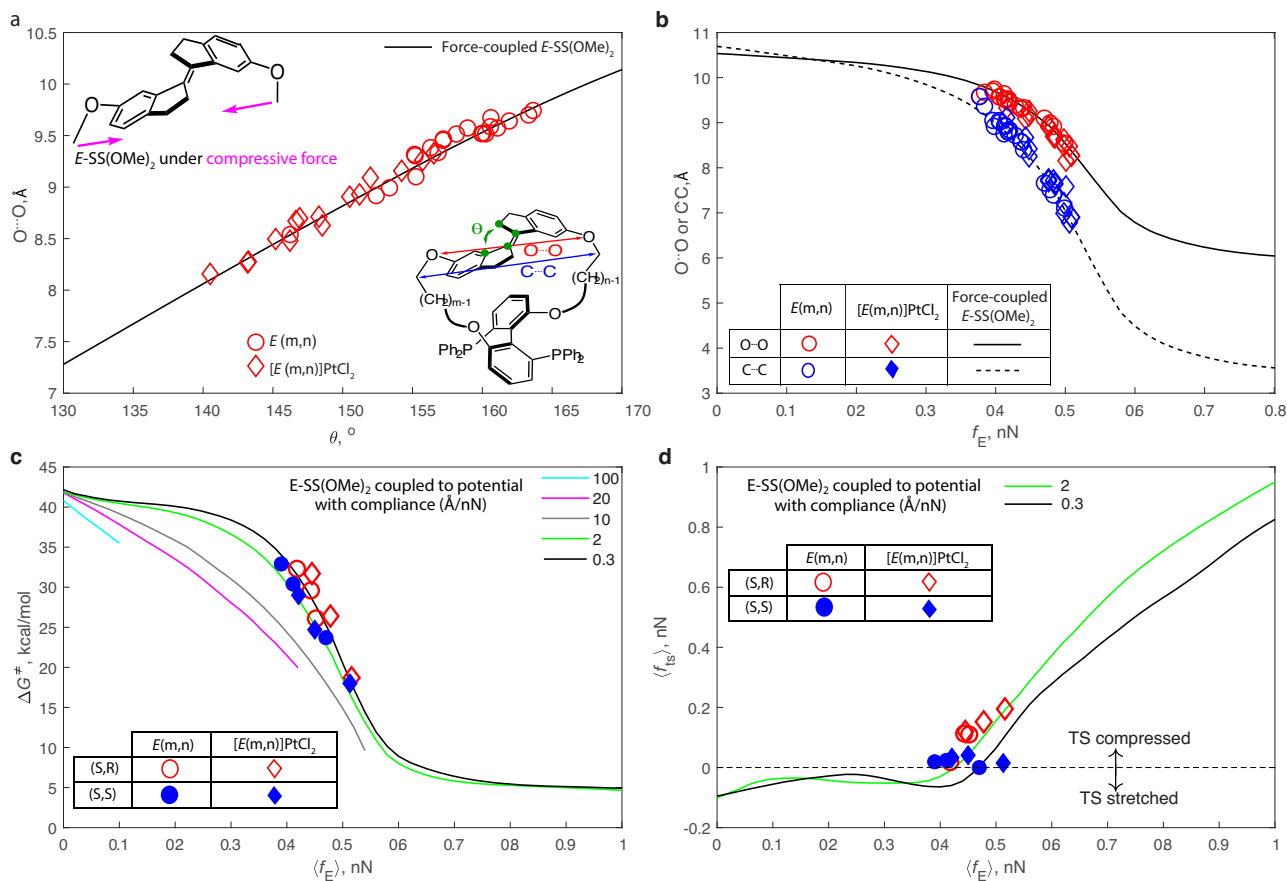 a
10.5
10
9.5
9
8.5
8
7.5
7
O···O,Å
130
135
140
145
150
155
160
165
170
θ, °
Force-coupled E-SS(OMe)2
O
O
E-SS(OMe)2 under compressive force
Θ
O
O
O···O
C···C
(CH2)m-1
(CH2)n-1
O
O
Ph2P
PPh2
E (m,n)
[E (m,n)]PtCl2
b
11
10
9
8
7
6
5
4
3
O··O or C·C,Å
0
0.1
0.2
0.3
0.4
0.5
0.6
0.7
0.8
fE, nN
E(m,n) [E(m,n)]PtCl2 Force-coupled
E-SS(OMe)2
O··O
C··C
c
45
40
35
30
25
20
15
10
5
0
ΔG≠, kcal/mol
0
0.1
0.2
0.3
0.4
0.5
0.6
0.7
0.8
0.9
1
⟨fE⟩, nN
E-SS(OMe)2 coupled to potential
with compliance (Å/nN)
100
20
10
2
0.3
E(m,n) [E(m,n)]PtCl2
(S,R)
(S,S)
d
1
0.8
0.6
0.4
0.2
0
-0.2
⟨fts⟩, nN
0
0.1
0.2
0.3
0.4
0.5
0.6
0.7
0.8
0.9
1
⟨fE⟩, nN
E-SS(OMe)2 coupled to potential
with compliance (Å/nN)
2
0.3
E(m,n) [E(m,n)]PtCl2
(S,R)
(S,S)
TS compressed
TS stretched